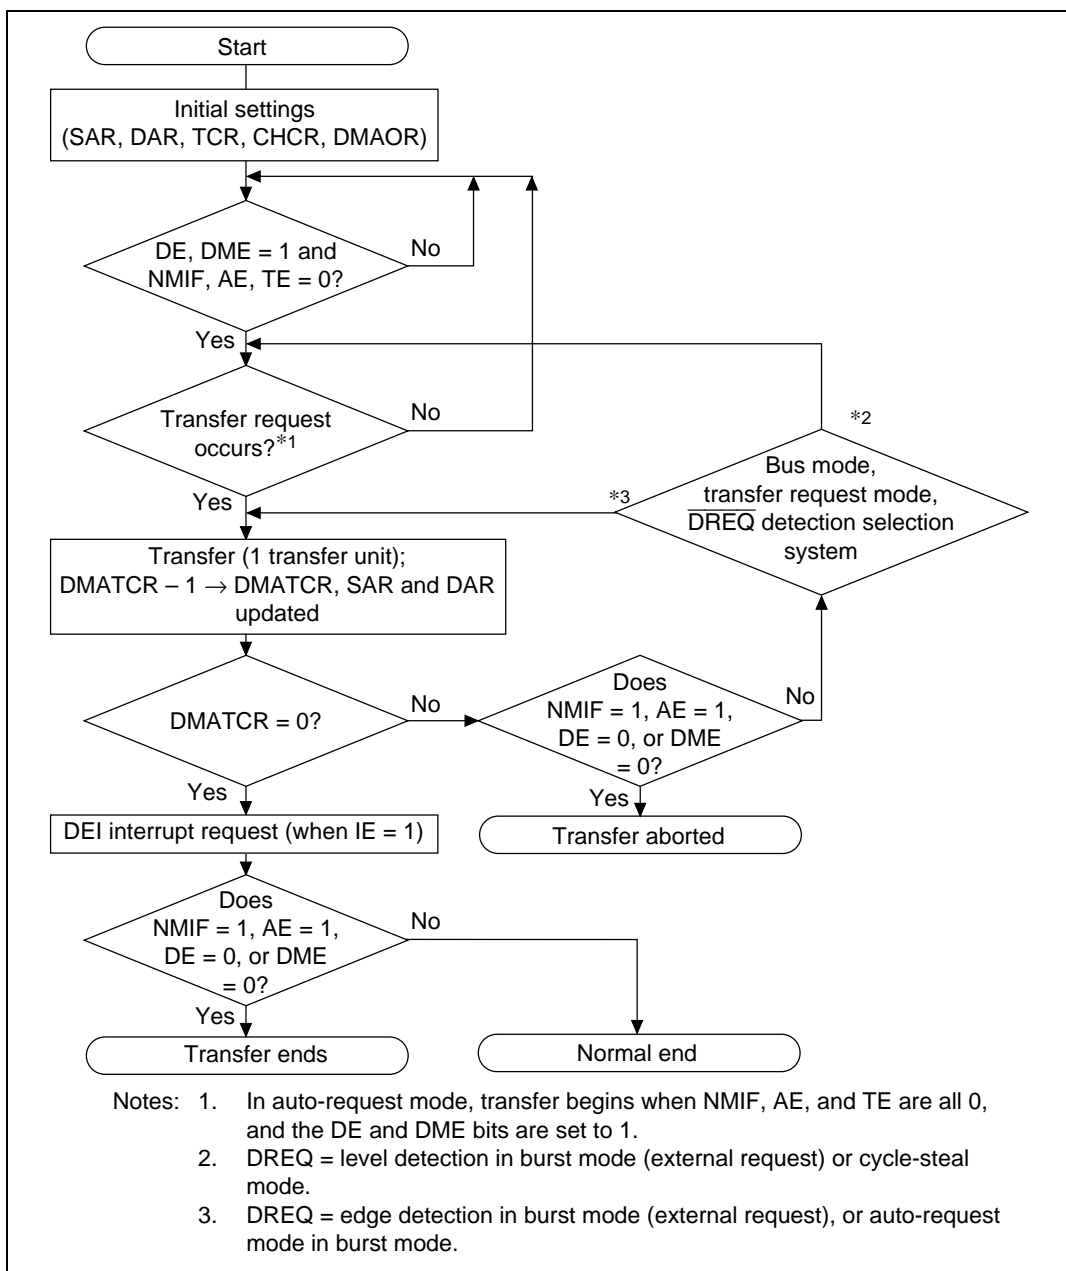 Start
Initial settings
(SAR, DAR, TCR, CHCR, DMAOR)
DE, DME = 1 and
NMIF, AE, TE = 0?
No
Yes
Transfer request
occurs?*1
No
Yes
*2
Bus mode,
transfer request mode,
DREQ detection selection
system
*3
Transfer (1 transfer unit);
DMATCR – 1 → DMATCR, SAR and DAR
updated
DMATCR = 0?
No
Does
NMIF = 1, AE = 1,
DE = 0, or DME
= 0?
No
Yes
Yes
DEI interrupt request (when IE = 1)
Transfer aborted
Does
NMIF = 1, AE = 1,
DE = 0, or DME
= 0?
No
Yes
Transfer ends
Normal end
Notes: 1. In auto-request mode, transfer begins when NMIF, AE, and TE are all 0,
and the DE and DME bits are set to 1.
2. DREQ = level detection in burst mode (external request) or cycle-steal
mode.
3. DREQ = edge detection in burst mode (external request), or auto-request
mode in burst mode.